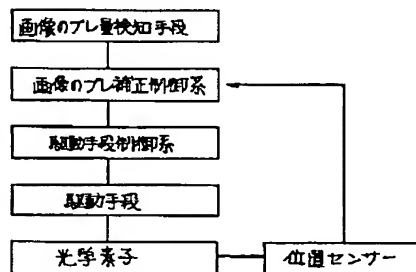 画像のブレ量検知手段
画像のブレ補正制御系
駆動手段制御系
駆動手段
光学素子
位置センサー